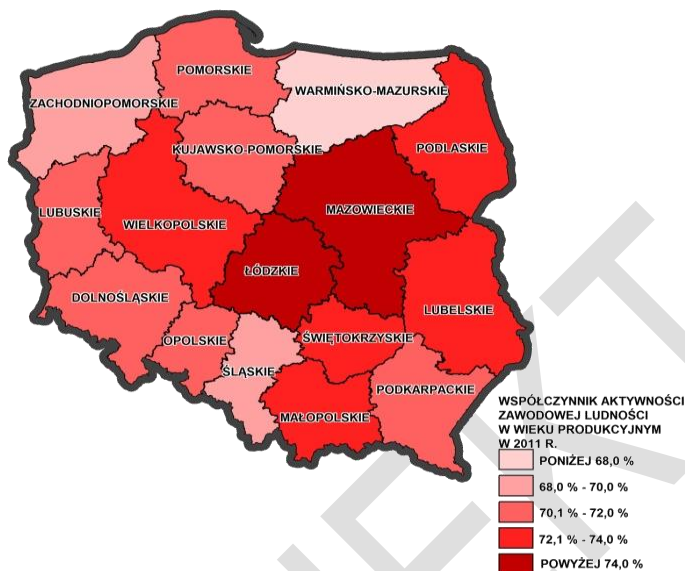 POMORSKIE
WARMIŃSKO-MAZURSKIE
ZACHODNIOPOMORSKIE
KUJAWSKO-POMORSKIE
PODLASKIE
LUBUSKIE
WIELKOPOLSKIE
MAZOWIECKIE
ŁÓDZKIE
DOLNOŚLĄSKIE
LUBELSKIE
OPOLSKIE
ŚWIĘTOKRZYSKIE
ŚLĄSKIE
PODKARPACKIE
MAŁOPOLSKIE
WSPÓŁCZYNNIK AKTYWNOŚCI
ZAWODOWEJ LUDNOŚCI
W WIEKU PRODUKCYJNYM
W 2011 R.
PONIŻEJ 68,0 %
68,0 % - 70,0 %
70,1 % - 72,0 %
72,1 % - 74,0 %
POWYŻEJ 74,0 %